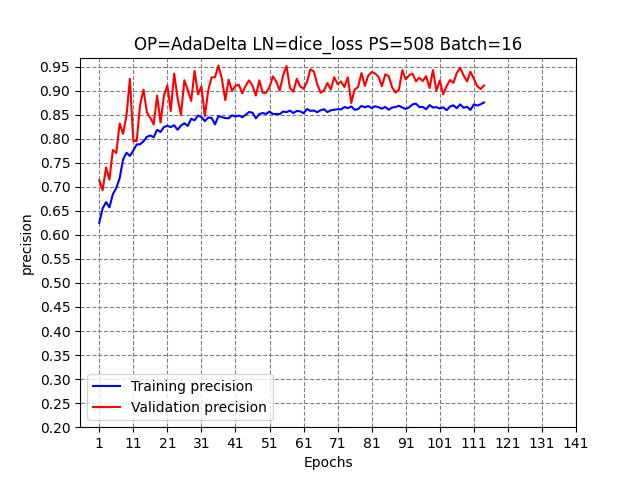 OP=AdaDelta LN=dice_loss PS=508 Batch=16
precision
0.95
0.90
0.85
0.80
0.75
0.70
0.65
0.60
0.55
0.50
0.45
0.40
0.35
0.30
0.25
0.20
Training precision
Validation precision
1 11 21 31 41 51 61 71 81 91 101 111 121 131 141
Epochs